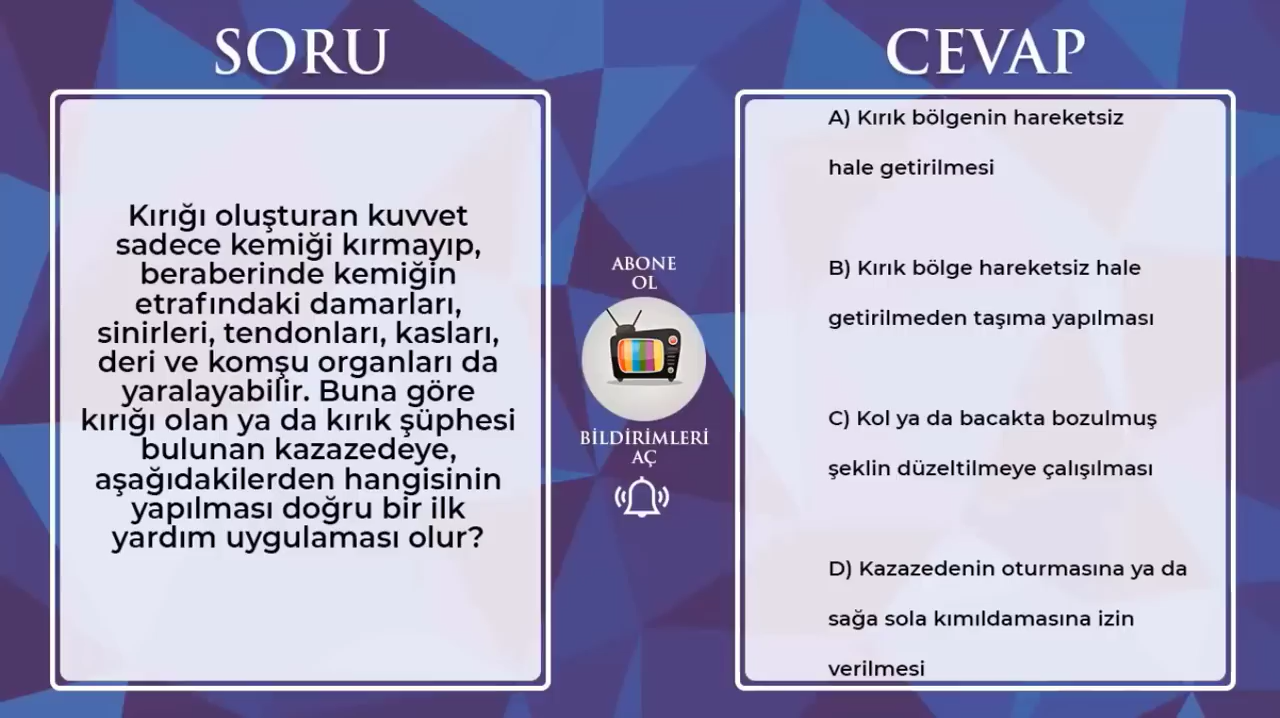 SORU
Kırığı oluşturan kuvvet
sadece kemiği kırmayıp,
beraberinde kemiğin
etrafındaki damarları,
sinirleri, tendonları, kasları,
deri ve komşu organları da
yaralayabilir. Buna göre
kırığı olan ya da kırık şüphesi
bulunan kazazedeye,
aşağıdakilerden hangisinin
yapılması doğru bir ilk
yardım uygulaması olur?
ABONE
OL
BİLDİRİMLERİ
AÇ
CEVAP
A) Kırık bölgenin hareketsiz
hale getirilmesi
B) Kırık bölge hareketsiz hale
getirilmeden taşıma yapılması
C) Kol ya da bacakta bozulmuş
şeklin düzeltilmeye çalışılması
D) Kazazedenin oturmasına ya da
sağa sola kımıldamasına izin
verilmesi